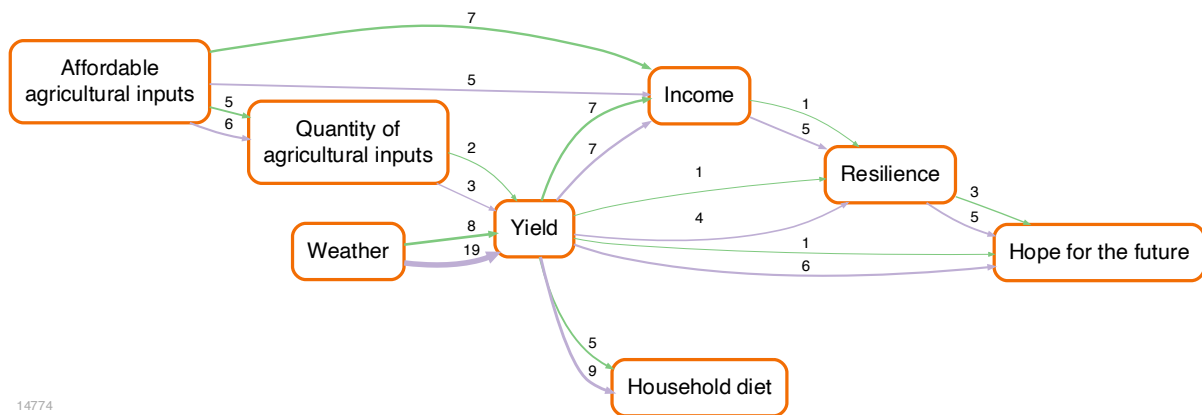 7
Affordable
agricultural inputs
5
Income
5
6
Quantity of
agricultural inputs
7
1
5
2
7
3
Resilience
1
3
4
5
Weather
8
19
Yield
1
6
Hope for the future
5
9
Household diet
14774